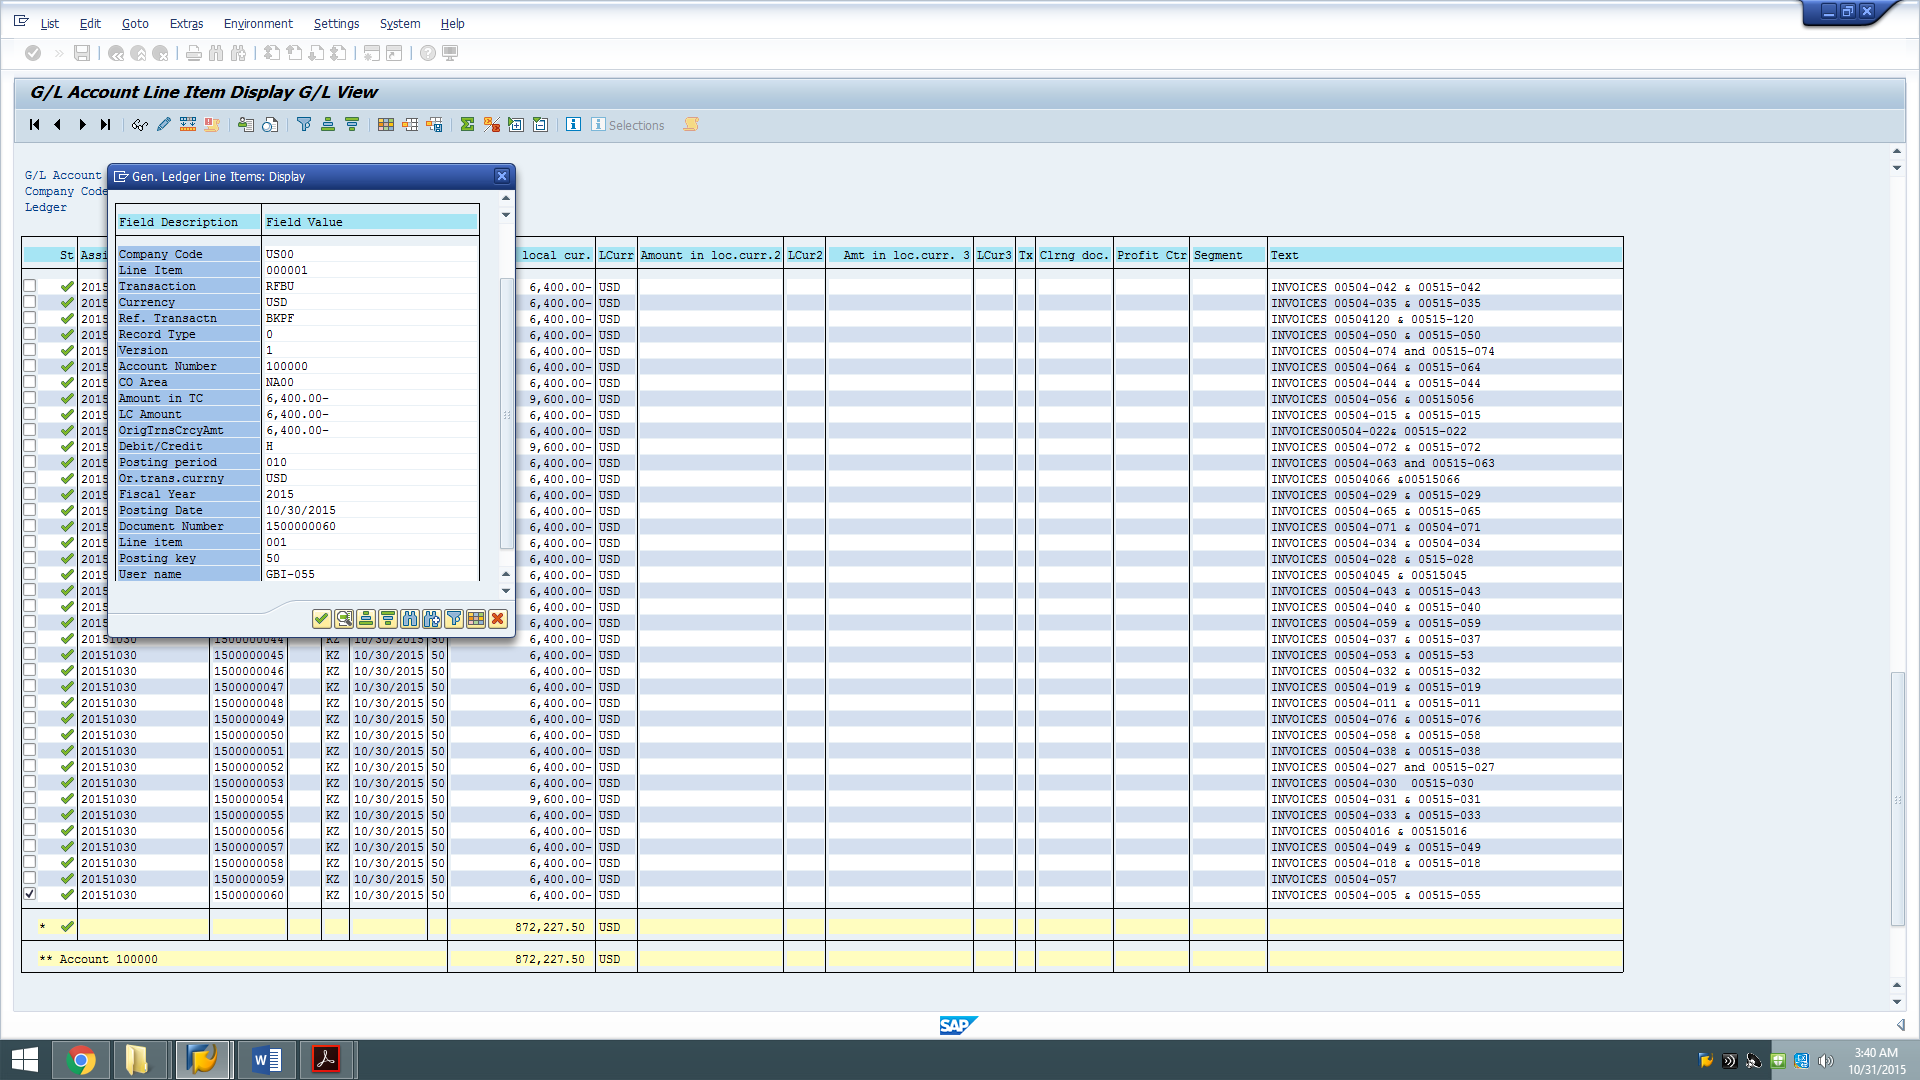 List Edit Goto Extras Environment Settings System Help
G/L Account Line Item Display G/L View
Selections
G/L Account
Company Code
Ledger
Gen. Ledger Line Items: Display
Field Description Field Value
Company Code US00
Line Item 000001
Transaction RFBU
Currency USD
Ref. Transactn BKPF
Record Type 0
Version 1
Account Number 100000
CO Area NA00
Amount in TC 6,400.00-
LC Amount 6,400.00-
OrigTrnsCrcyAmt 6,400.00-
Debit/Credit H
Posting period 010
Or.trans.currny USD
Fiscal Year 2015
Posting Date 10/30/2015
Document Number 1500000060
Line item 001
Posting key 50
User name GBI-055
St Assi local cur. LCurr Amount in loc.curr.2 LCur2 Amt in loc.curr. 3 LCur3 Tx Clrng doc. Profit Ctr Segment Text
2015 6,400.00- USD INVOICES 00504-042 & 00515-042
2015 6,400.00- USD INVOICES 00504-035 & 00515-035
2015 6,400.00- USD INVOICES 00504120 & 00515-120
2015 6,400.00- USD INVOICES 00504-050 & 00515-050
2015 6,400.00- USD INVOICES 00504-074 and 00515-074
2015 6,400.00- USD INVOICES 00504-064 & 00515-064
2015 6,400.00- USD INVOICES 00504-044 & 00515-044
2015 9,600.00- USD INVOICES 00504-056 & 00515056
2015 6,400.00- USD INVOICES 00504-015 & 00515-015
2015 6,400.00- USD INVOICES00504-022& 00515-022
2015 9,600.00- USD INVOICES 00504-072 & 00515-072
2015 6,400.00- USD INVOICES 00504-063 and 00515-063
2015 6,400.00- USD INVOICES 00504066 &00515066
2015 6,400.00- USD INVOICES 00504-029 & 00515-029
2015 6,400.00- USD INVOICES 00504-065 & 00515-065
2015 6,400.00- USD INVOICES 00504-071 & 00504-071
2015 6,400.00- USD INVOICES 00504-034 & 00504-034
2015 6,400.00- USD INVOICES 00504-028 & 0515-028
2015 6,400.00- USD INVOICES 00504045 & 00515045
2015 6,400.00- USD INVOICES 00504-043 & 00515-043
2015 6,400.00- USD INVOICES 00504-040 & 00515-040
2015 6,400.00- USD INVOICES 00504-059 & 00515-059
20151030 1500000044 KZ 10/30/2015 50 6,400.00- USD INVOICES 00504-037 & 00515-037
20151030 1500000045 KZ 10/30/2015 50 6,400.00- USD INVOICES 00504-053 & 00515-53
20151030 1500000046 KZ 10/30/2015 50 6,400.00- USD INVOICES 00504-032 & 00515-032
20151030 1500000047 KZ 10/30/2015 50 6,400.00- USD INVOICES 00504-019 & 00515-019
20151030 1500000048 KZ 10/30/2015 50 6,400.00- USD INVOICES 00504-011 & 00515-011
20151030 1500000049 KZ 10/30/2015 50 6,400.00- USD INVOICES 00504-076 & 00515-076
20151030 1500000050 KZ 10/30/2015 50 6,400.00- USD INVOICES 00504-058 & 00515-058
20151030 1500000051 KZ 10/30/2015 50 6,400.00- USD INVOICES 00504-038 & 00515-038
20151030 1500000052 KZ 10/30/2015 50 6,400.00- USD INVOICES 00504-027 and 00515-027
20151030 1500000053 KZ 10/30/2015 50 6,400.00- USD INVOICES 00504-030 00515-030
20151030 1500000054 KZ 10/30/2015 50 9,600.00- USD INVOICES 00504-031 & 00515-031
20151030 1500000055 KZ 10/30/2015 50 6,400.00- USD INVOICES 00504-033 & 00515-033
20151030 1500000056 KZ 10/30/2015 50 6,400.00- USD INVOICES 00504016 & 00515016
20151030 1500000057 KZ 10/30/2015 50 6,400.00- USD INVOICES 00504-049 & 00515-049
20151030 1500000058 KZ 10/30/2015 50 6,400.00- USD INVOICES 00504-018 & 00515-018
20151030 1500000059 KZ 10/30/2015 50 6,400.00- USD INVOICES 00504-057
20151030 1500000060 KZ 10/30/2015 50 6,400.00- USD INVOICES 00504-005 & 00515-055
* 872,227.50 USD
** Account 100000 872,227.50 USD
SAP
3:40 AM
10/31/2015